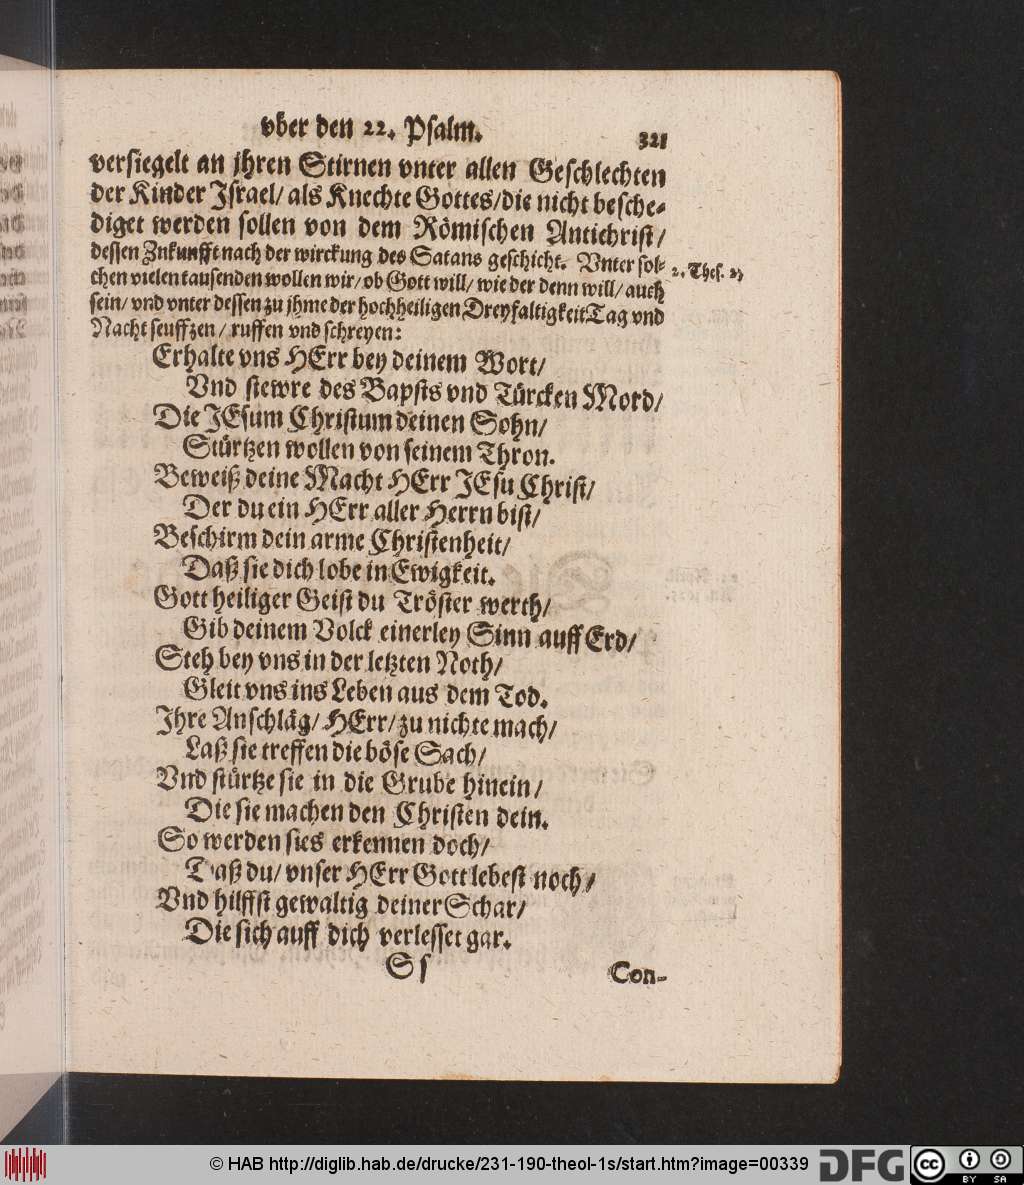 vber den 22. Psalm. 321
versiegelt an jhren Stirnen vnter allen Geschlechten
der Kinder Israel/ als Knechte Gottes/ die nicht besche-
diget werden sollen von dem Römischen Antichrist/
dessen Znkunfft nach der wirckung des Satans geschicht. Vnter sol- 2. Thes. 2.
chen vielen tausenden wollen wir/ ob Gott will/ wie der denn will/ auch
sein/ vnd vnter dessen zu jhme der hochheiligen Dreyfaltigkeit Tag vnd
Nacht seufftzen/ ruffen vnd schreyen:
Erhalte vns HErr bey deinem Wort/
Vnd stewre des Bapsts vnd Türcken Mord/
Die JEsum Christum deinen Sohn/
Stürtzen wollen von seinem Thron.
Beweiß deine Macht HErr JEsu Christ/
Der du ein HErr aller Herrn bist/
Beschirm dein arme Christenheit/
Daß sie dich lobe in Ewigkeit.
Gott heiliger Geist du Tröster werth/
Gib deinem Volck einerley Sinn auff Erd/
Steh bey vns in der letzten Noth/
Gleit vns ins Leben aus dem Tod.
Ihre Anschläg/ HErr/ zu nichte mach/
Laß sie treffen die böse Sach/
Vnd stürtze sie in die Grube hinein/
Die sie machen den Christen dein.
So werden sies erkennen doch/
Daß du/ vnser HErr Gott lebest noch/
Vnd hilffst gewaltig deiner Schar/
Die sich auff dich verlesset gar.
Ss Con-
© HAB http://diglib.hab.de/drucke/231-190-theol-1s/start.htm?image=00339 DFG CC BY SA